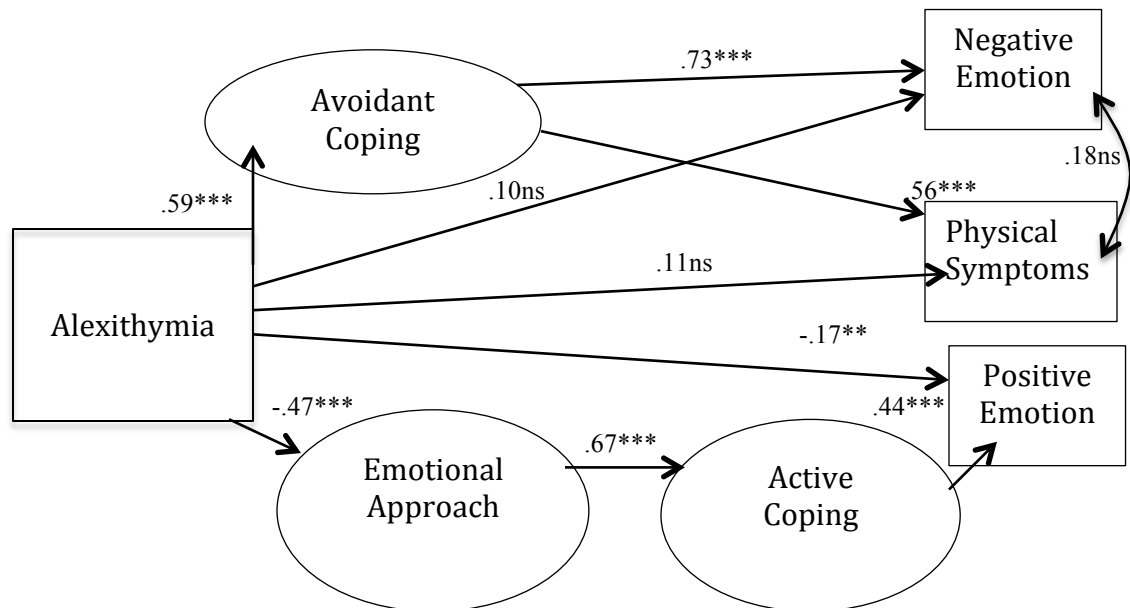 Negative
Emotion
.73***
Avoidant
Coping
.18ns
.10ns
.56***
.59***
Physical
Symptoms
.11ns
Alexithymia
-.17**
Positive
Emotion
-.47***
.44***
.67***
Emotional
Approach
Active
Coping